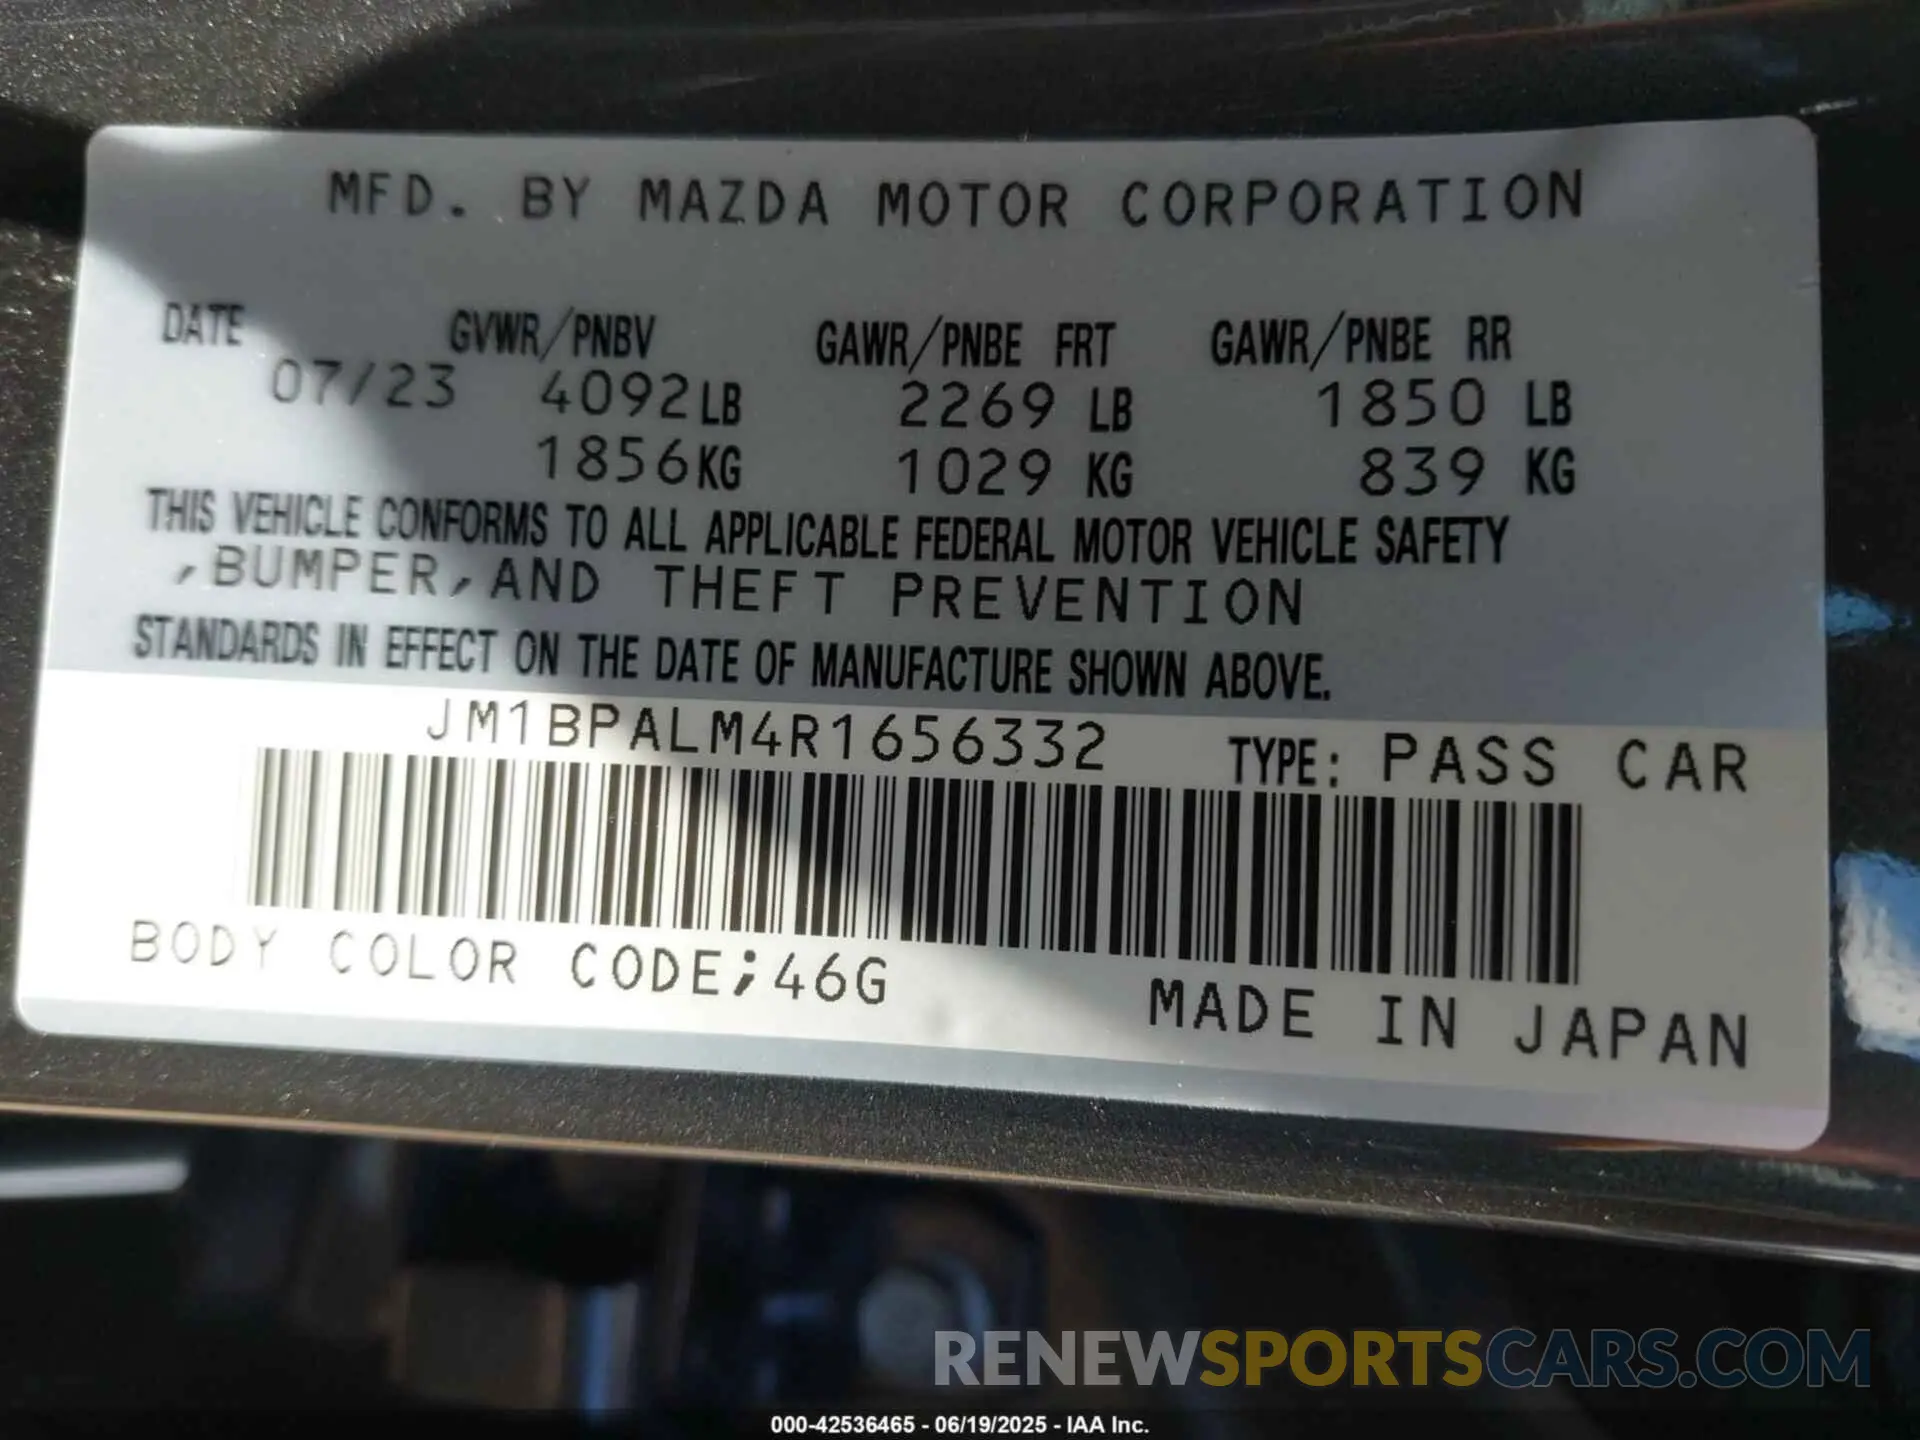 MFD. BY MAZDA MOTOR CORPORATION
DATE GVWR/PNBV GAWR/PNBE FRT GAWR/PNBE RR
07/23 4092LB 2269 LB 1850 LB
1856KG 1029 KG 839 KG
THIS VEHICLE CONFORMS TO ALL APPLICABLE FEDERAL MOTOR VEHICLE SAFETY
,BUMPER,AND THEFT PREVENTION
STANDARDS IN EFFECT ON THE DATE OF MANUFACTURE SHOWN ABOVE.
JM1BPALM4R1656332 TYPE: PASS CAR
BODY COLOR CODE;46G
MADE IN JAPAN
RENEWSPORTSCARS.COM
000-42536465 - 06/19/2025 - IAA Inc.